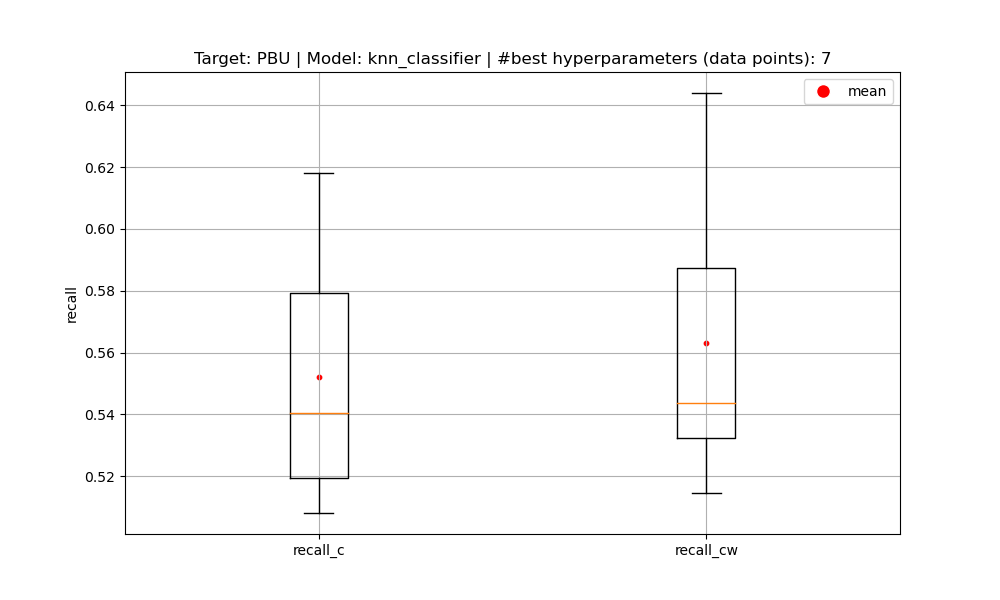 Target: PBU | Model: knn_classifier | #best hyperparameters (data points): 7
mean
0.64
0.62
0.60
0.58
0.56
0.54
0.52
recall
recall_c
recall_cw